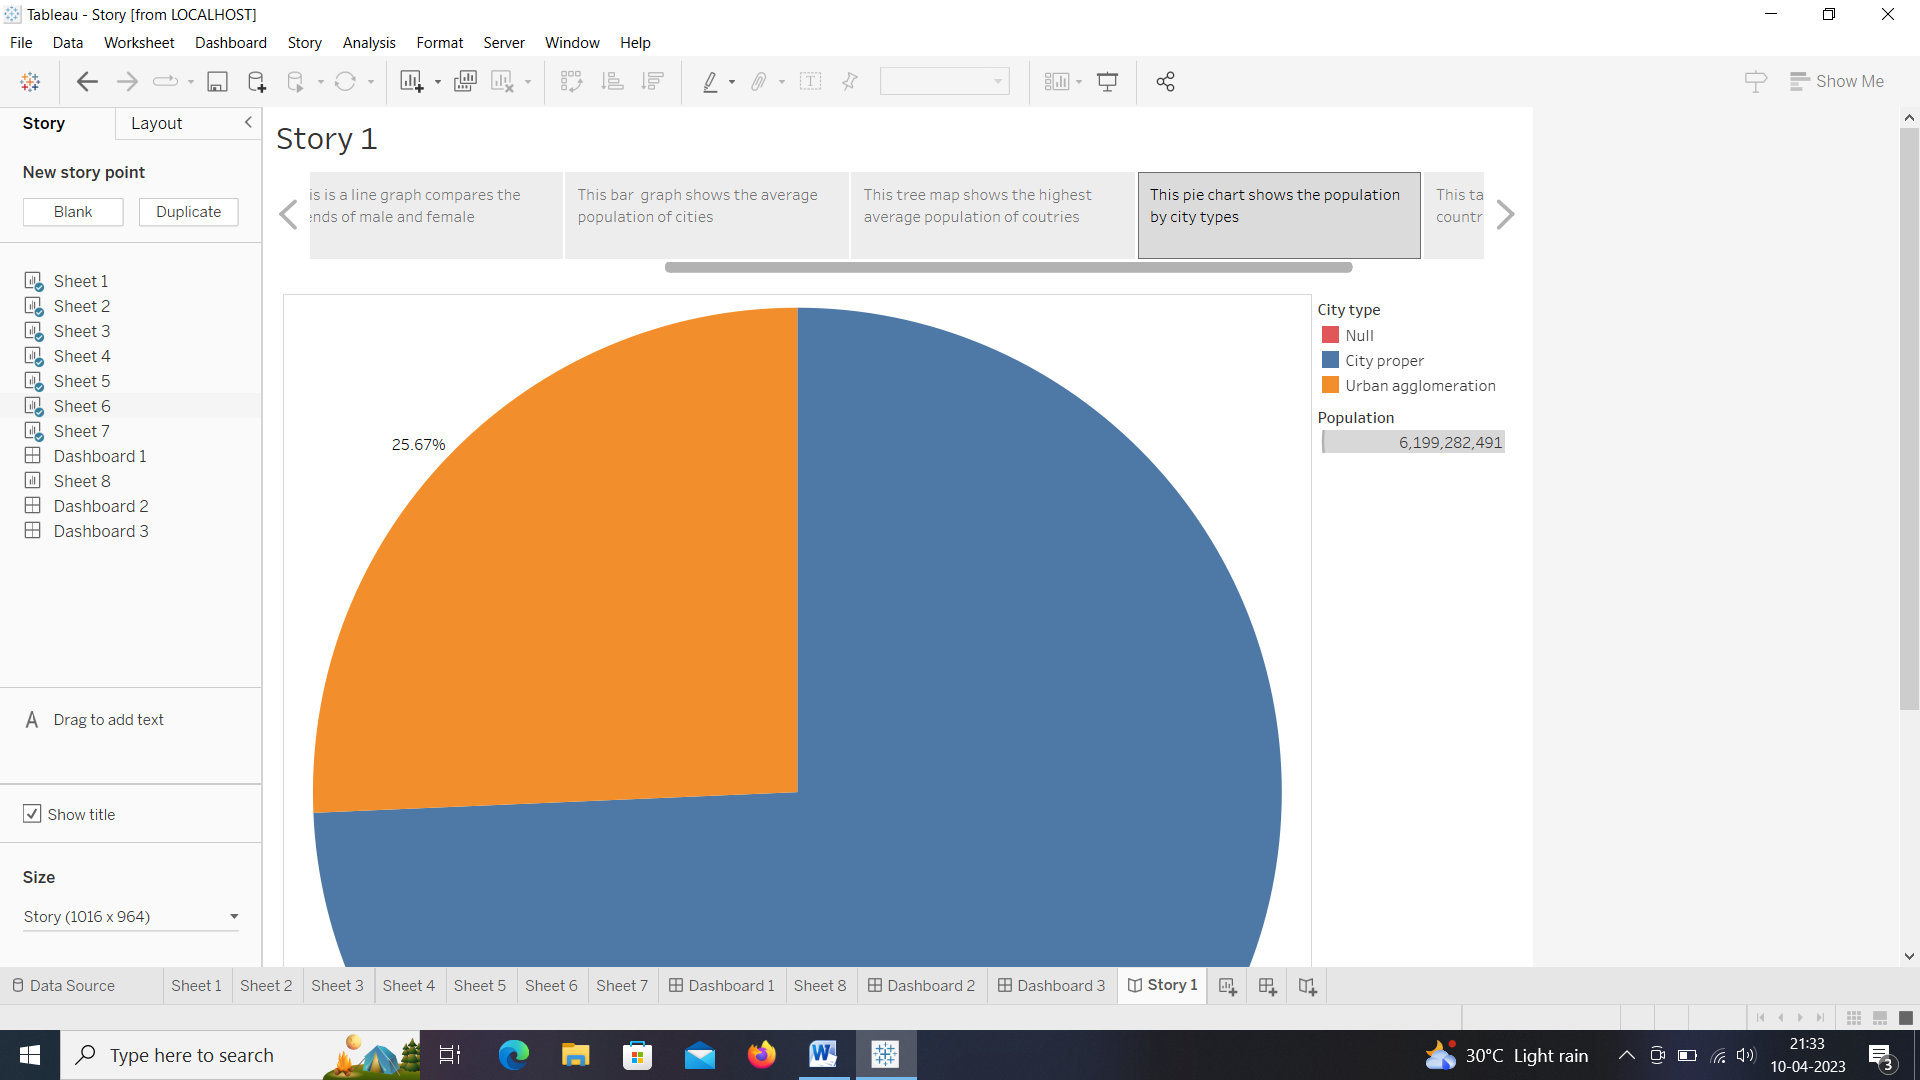 Tableau - Story [from LOCALHOST]
File Data Worksheet Dashboard Story Analysis Format Server Window Help
Show Me
Story Layout
New story point
Blank Duplicate
Sheet 1
Sheet 2
Sheet 3
Sheet 4
Sheet 5
Sheet 6
Sheet 7
Dashboard 1
Sheet 8
Dashboard 2
Dashboard 3
A Drag to add text
Show title
Size
Story (1016 x 964)
Story 1
is is a line graph compares the
ends of male and female
This bar graph shows the average
population of cities
This tree map shows the highest
average population of coutries
This pie chart shows the population
by city types
This ta
countr
25.67%
City type
Null
City proper
Urban agglomeration
Population
6,199,282,491
Data Source Sheet 1 Sheet 2 Sheet 3 Sheet 4 Sheet 5 Sheet 6 Sheet 7 Dashboard 1 Sheet 8 Dashboard 2 Dashboard 3 Story 1
Type here to search
30°C Light rain
21:33
10-04-2023
3